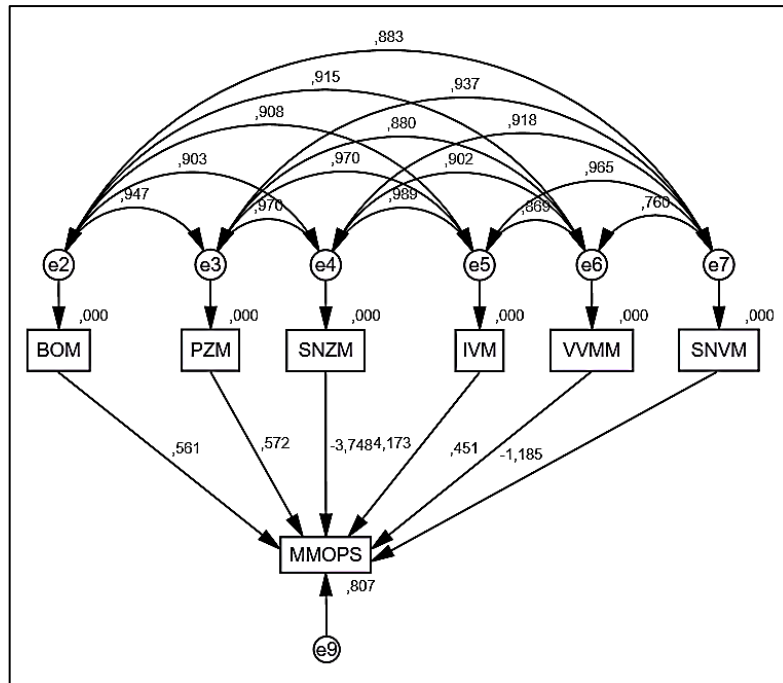 ,883
,915
,937
,908
,880
,918
,903
,970
,902
,965
,947
,970
,989
,869
,760
e2
e3
e4
e5
e6
e7
,000
,000
,000
,000
,000
,000
BOM
PZM
SNZM
IVM
VVMM
SNVM
,561
,572
-3,7484,173
,451
-1,185
MMOPS
,807
e9